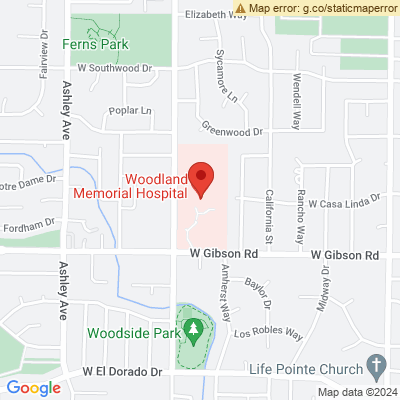 Map error: g.co/staticmaperror
Elizabeth Way
Ferns Park
Fairview Dr
Ashley Ave
W Southwood Dr
Sycamore Ln
Wendell Way
Poplar Ln
Greenwood Dr
Woodland
Memorial Hospital
otre Dame Dr
W Casa Linda Dr
California St
Rancho Way
Fordham Dr
W Gibson Rd
W Gibson Rd
Ashley Ave
Amherst Way
Baylor Dr
Midway Dr
Woodside Park
Los Robles Way
W El Dorado Dr
Life Pointe Church
Google
Map data ©2024